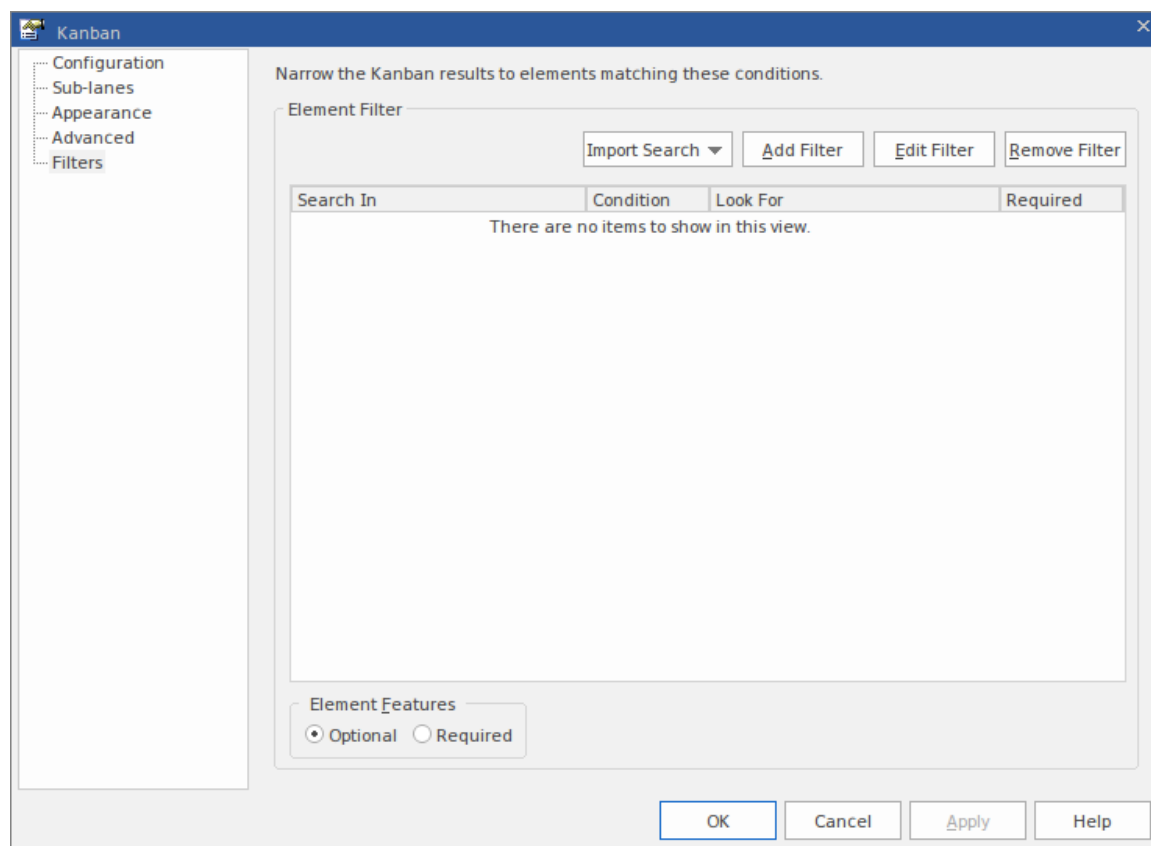 Kanban
Configuration
Sub-lanes
Appearance
Advanced
Filters
Narrow the Kanban results to elements matching these conditions.
Element Filter
Import Search Add Filter Edit Filter Remove Filter
Search In Condition Look For Required
There are no items to show in this view.
Element Features
Optional Required
OK Cancel Apply Help